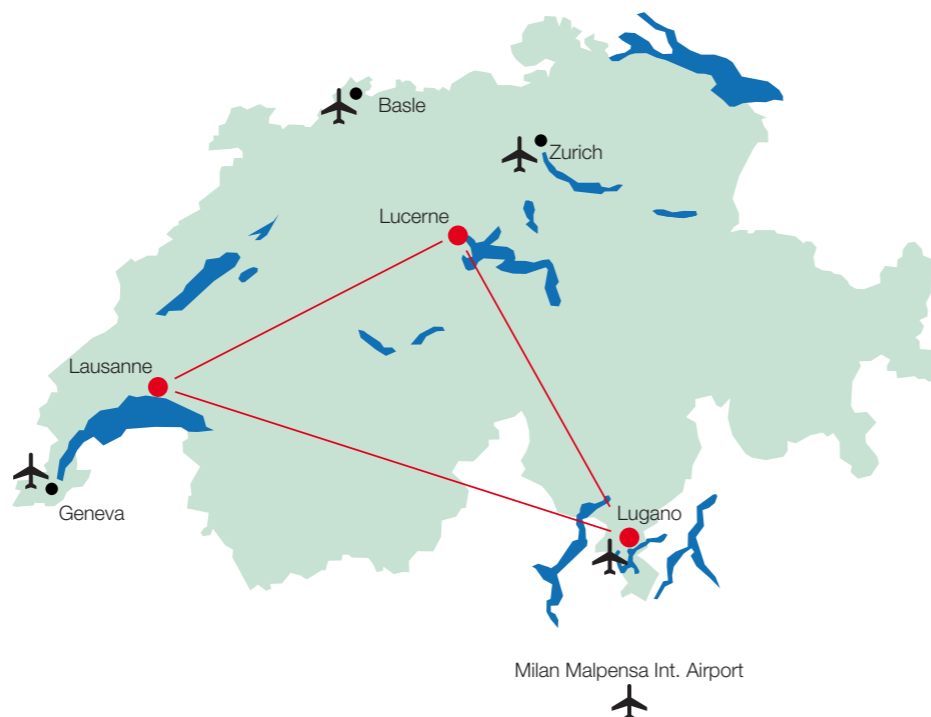 Basle
Zurich
Lucerne
Lausanne
Geneva
Lugano
Milan Malpensa Int. Airport